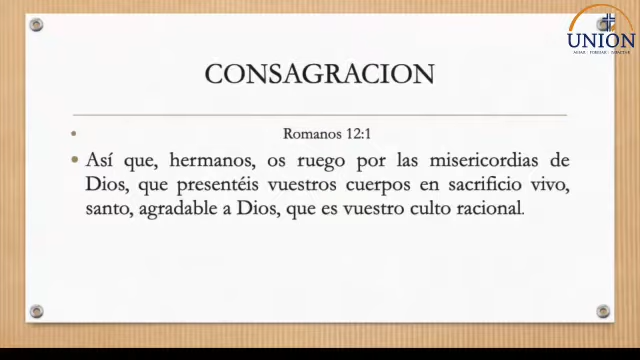 UNION
CONSAGRACION
Romanos 12:1
Así que, hermanos, os ruego por las misericordias de
Dios, que presentéis vuestros cuerpos en sacrificio vivo,
santo, agradable a Dios, que es vuestro culto racional.